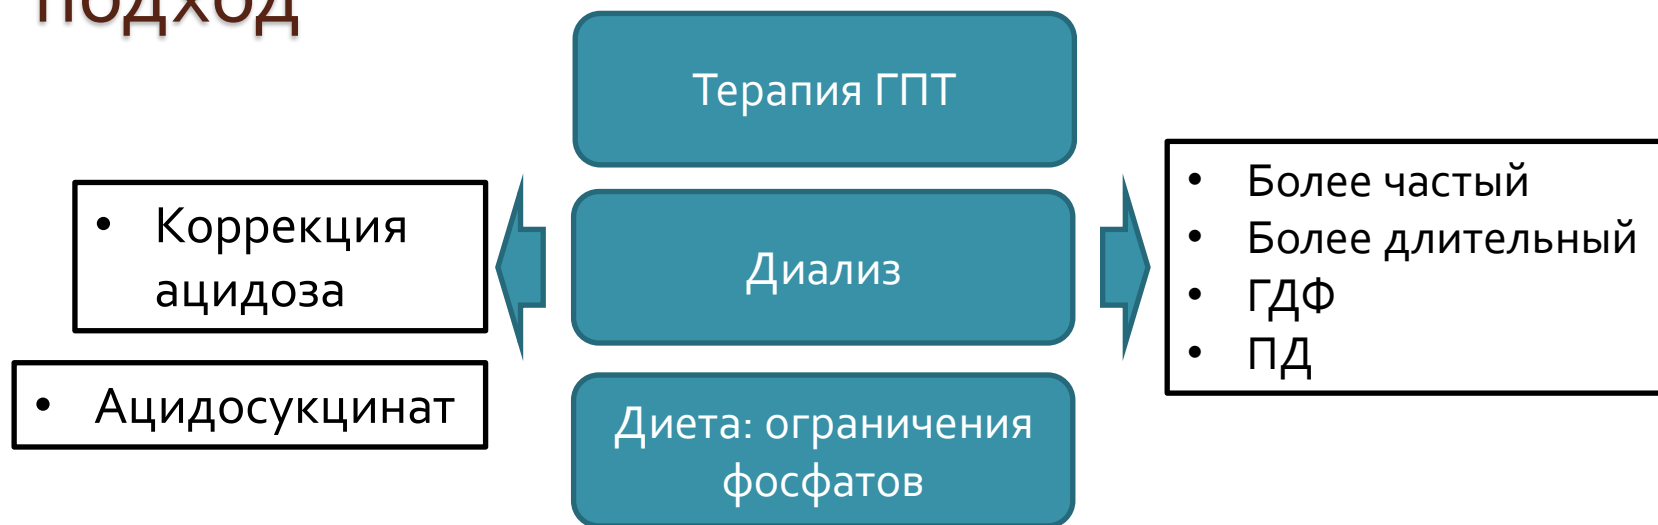 подход
Терапия ГПТ
• Коррекция
ацидоза
• Ацидосукцинат
Диализ
• Более частый
• Более длительный
• ГДФ
• ПД
Диета: ограничения
фосфатов